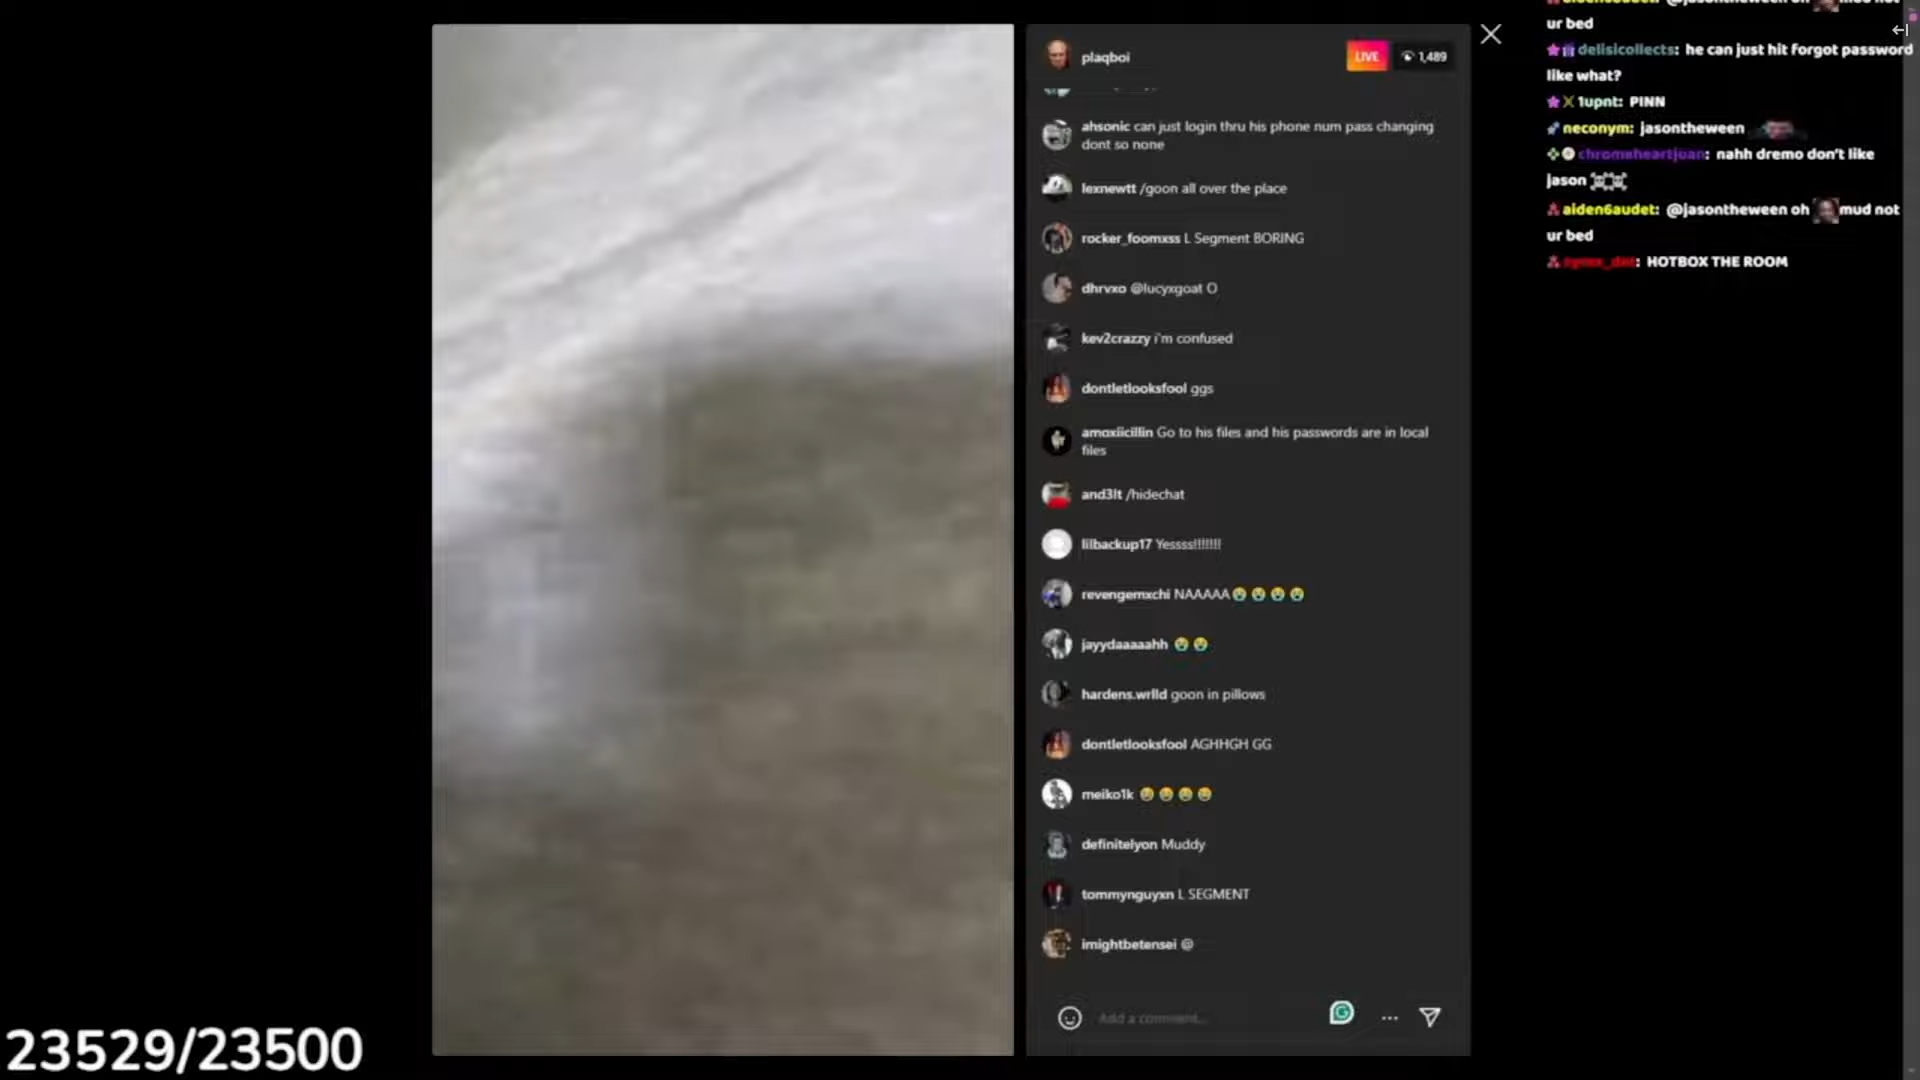 plaqboi
LIVE
1,489
ahsonic can just login thru his phone num pass changing
dont so none
lexnewtt /goon all over the place
rocker_foomxss L Segment BORING
dhrvxo @lucyxgoat O
kev2crazzy i'm confused
dontletlooksfool ggs
amoxiicillin Go to his files and his passwords are in local
files
and3lt /hidechat
lilbackup17 Yessss!!!!!!!
revengemxchi NAAAAA😭😭😭😭
jayydaaaaahh 😭😭
hardens.wrlld goon in pillows
dontletlooksfool AGHHGH GG
meiko1k 😭😭😭😭
definitelyon Muddy
tommynguyxn L SEGMENT
imightbetensei @
Add a comment...
ur bed
delisicollects: he can just hit forgot password
like what?
1upnt: PINN
neconym: jasontheween
chromeheartjuan: nahh dremo don't like
jason ☠️☠️
aiden6audet: @jasontheween oh mud not
ur bed
HOTBOX THE ROOM
23529/23500